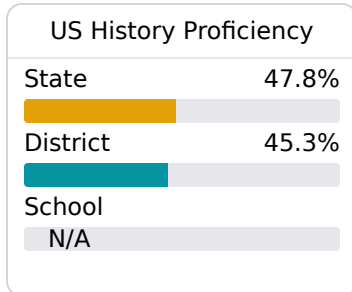 US History Proficiency
State 47.8%
District 45.3%
School
N/A